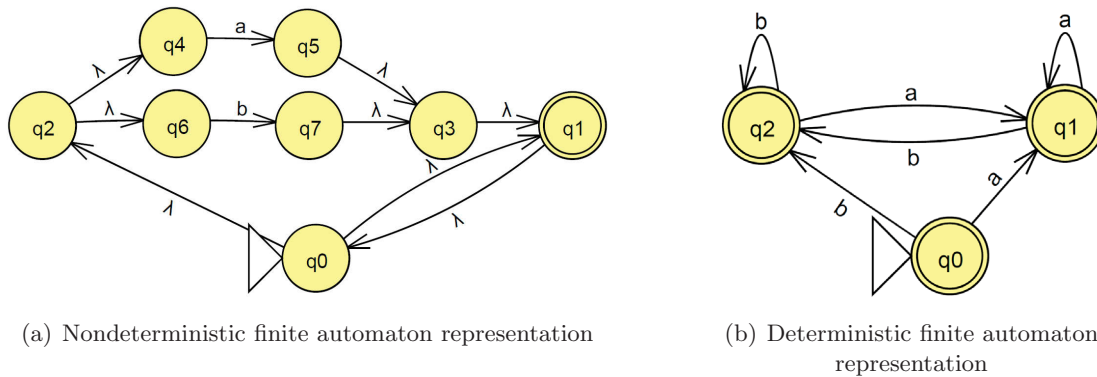 q4 a q5
λ λ
q2 λ q6 b q7 λ q3 λ q1
λ λ
λ
q0
b a
q2 a q1
b
b a
q0
(a) Nondeterministic finite automaton representation
(b) Deterministic finite automaton
representation